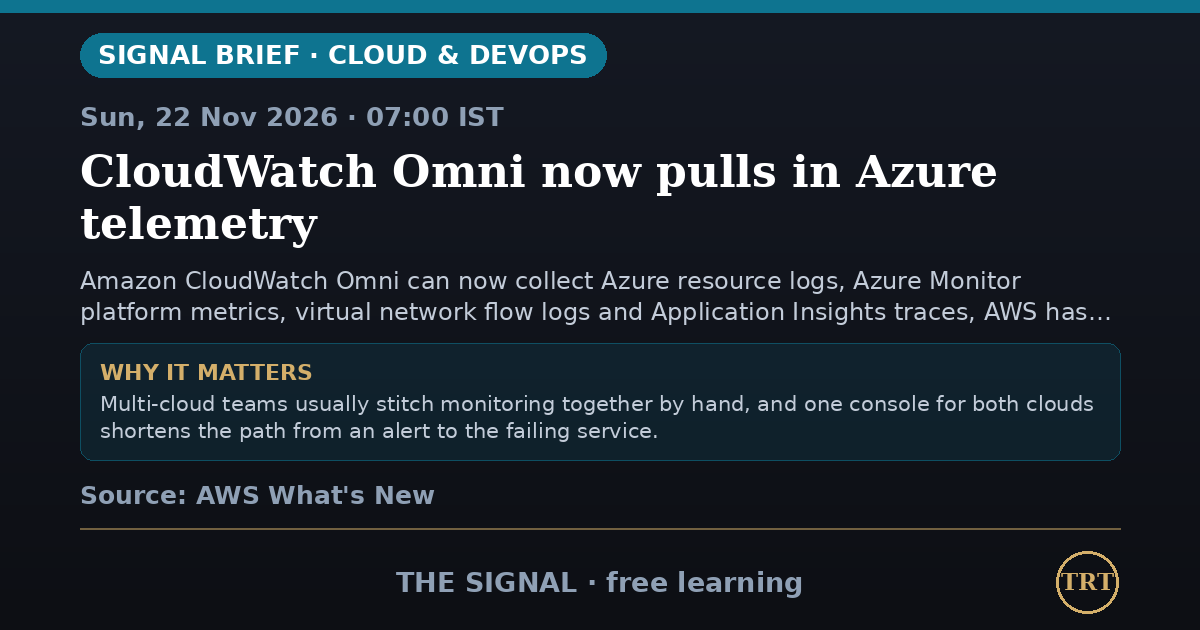 SIGNAL BRIEF · CLOUD & DEVOPS
Sun, 22 Nov 2026 · 07:00 IST
CloudWatch Omni now pulls in Azure
telemetry
Amazon CloudWatch Omni can now collect Azure resource logs, Azure Monitor
platform metrics, virtual network flow logs and Application Insights traces, AWS has…
WHY IT MATTERS
Multi-cloud teams usually stitch monitoring together by hand, and one console for both clouds
shortens the path from an alert to the failing service.
Source: AWS What's New
THE SIGNAL · free learning
TRT